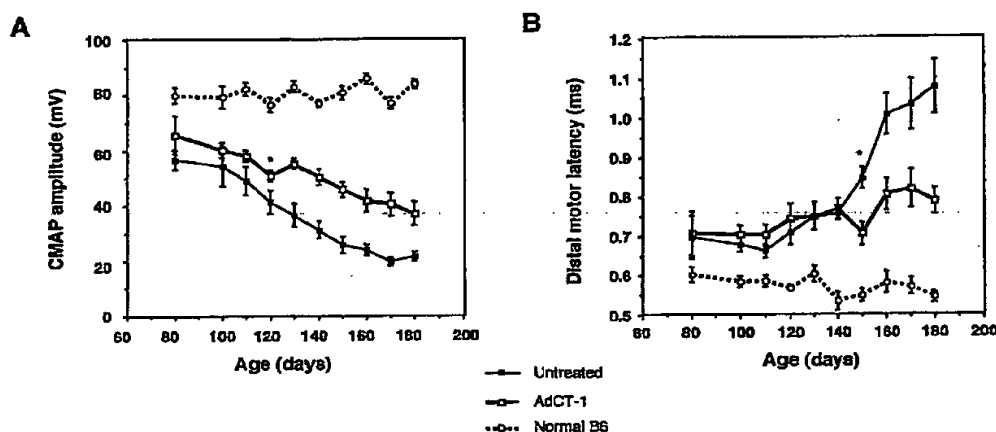 A
B
CMAP amplitude (mV)
100
80
60
40
20
0
60 80 100 120 140 160 180 200
Age (days)
*
Distal motor latency (ms)
1.2
1.1
1.0
0.9
0.8
0.7
0.6
0.5
60 80 100 120 140 160 180 200
Age (days)
*
Untreated
AdCT-1
Normal B6